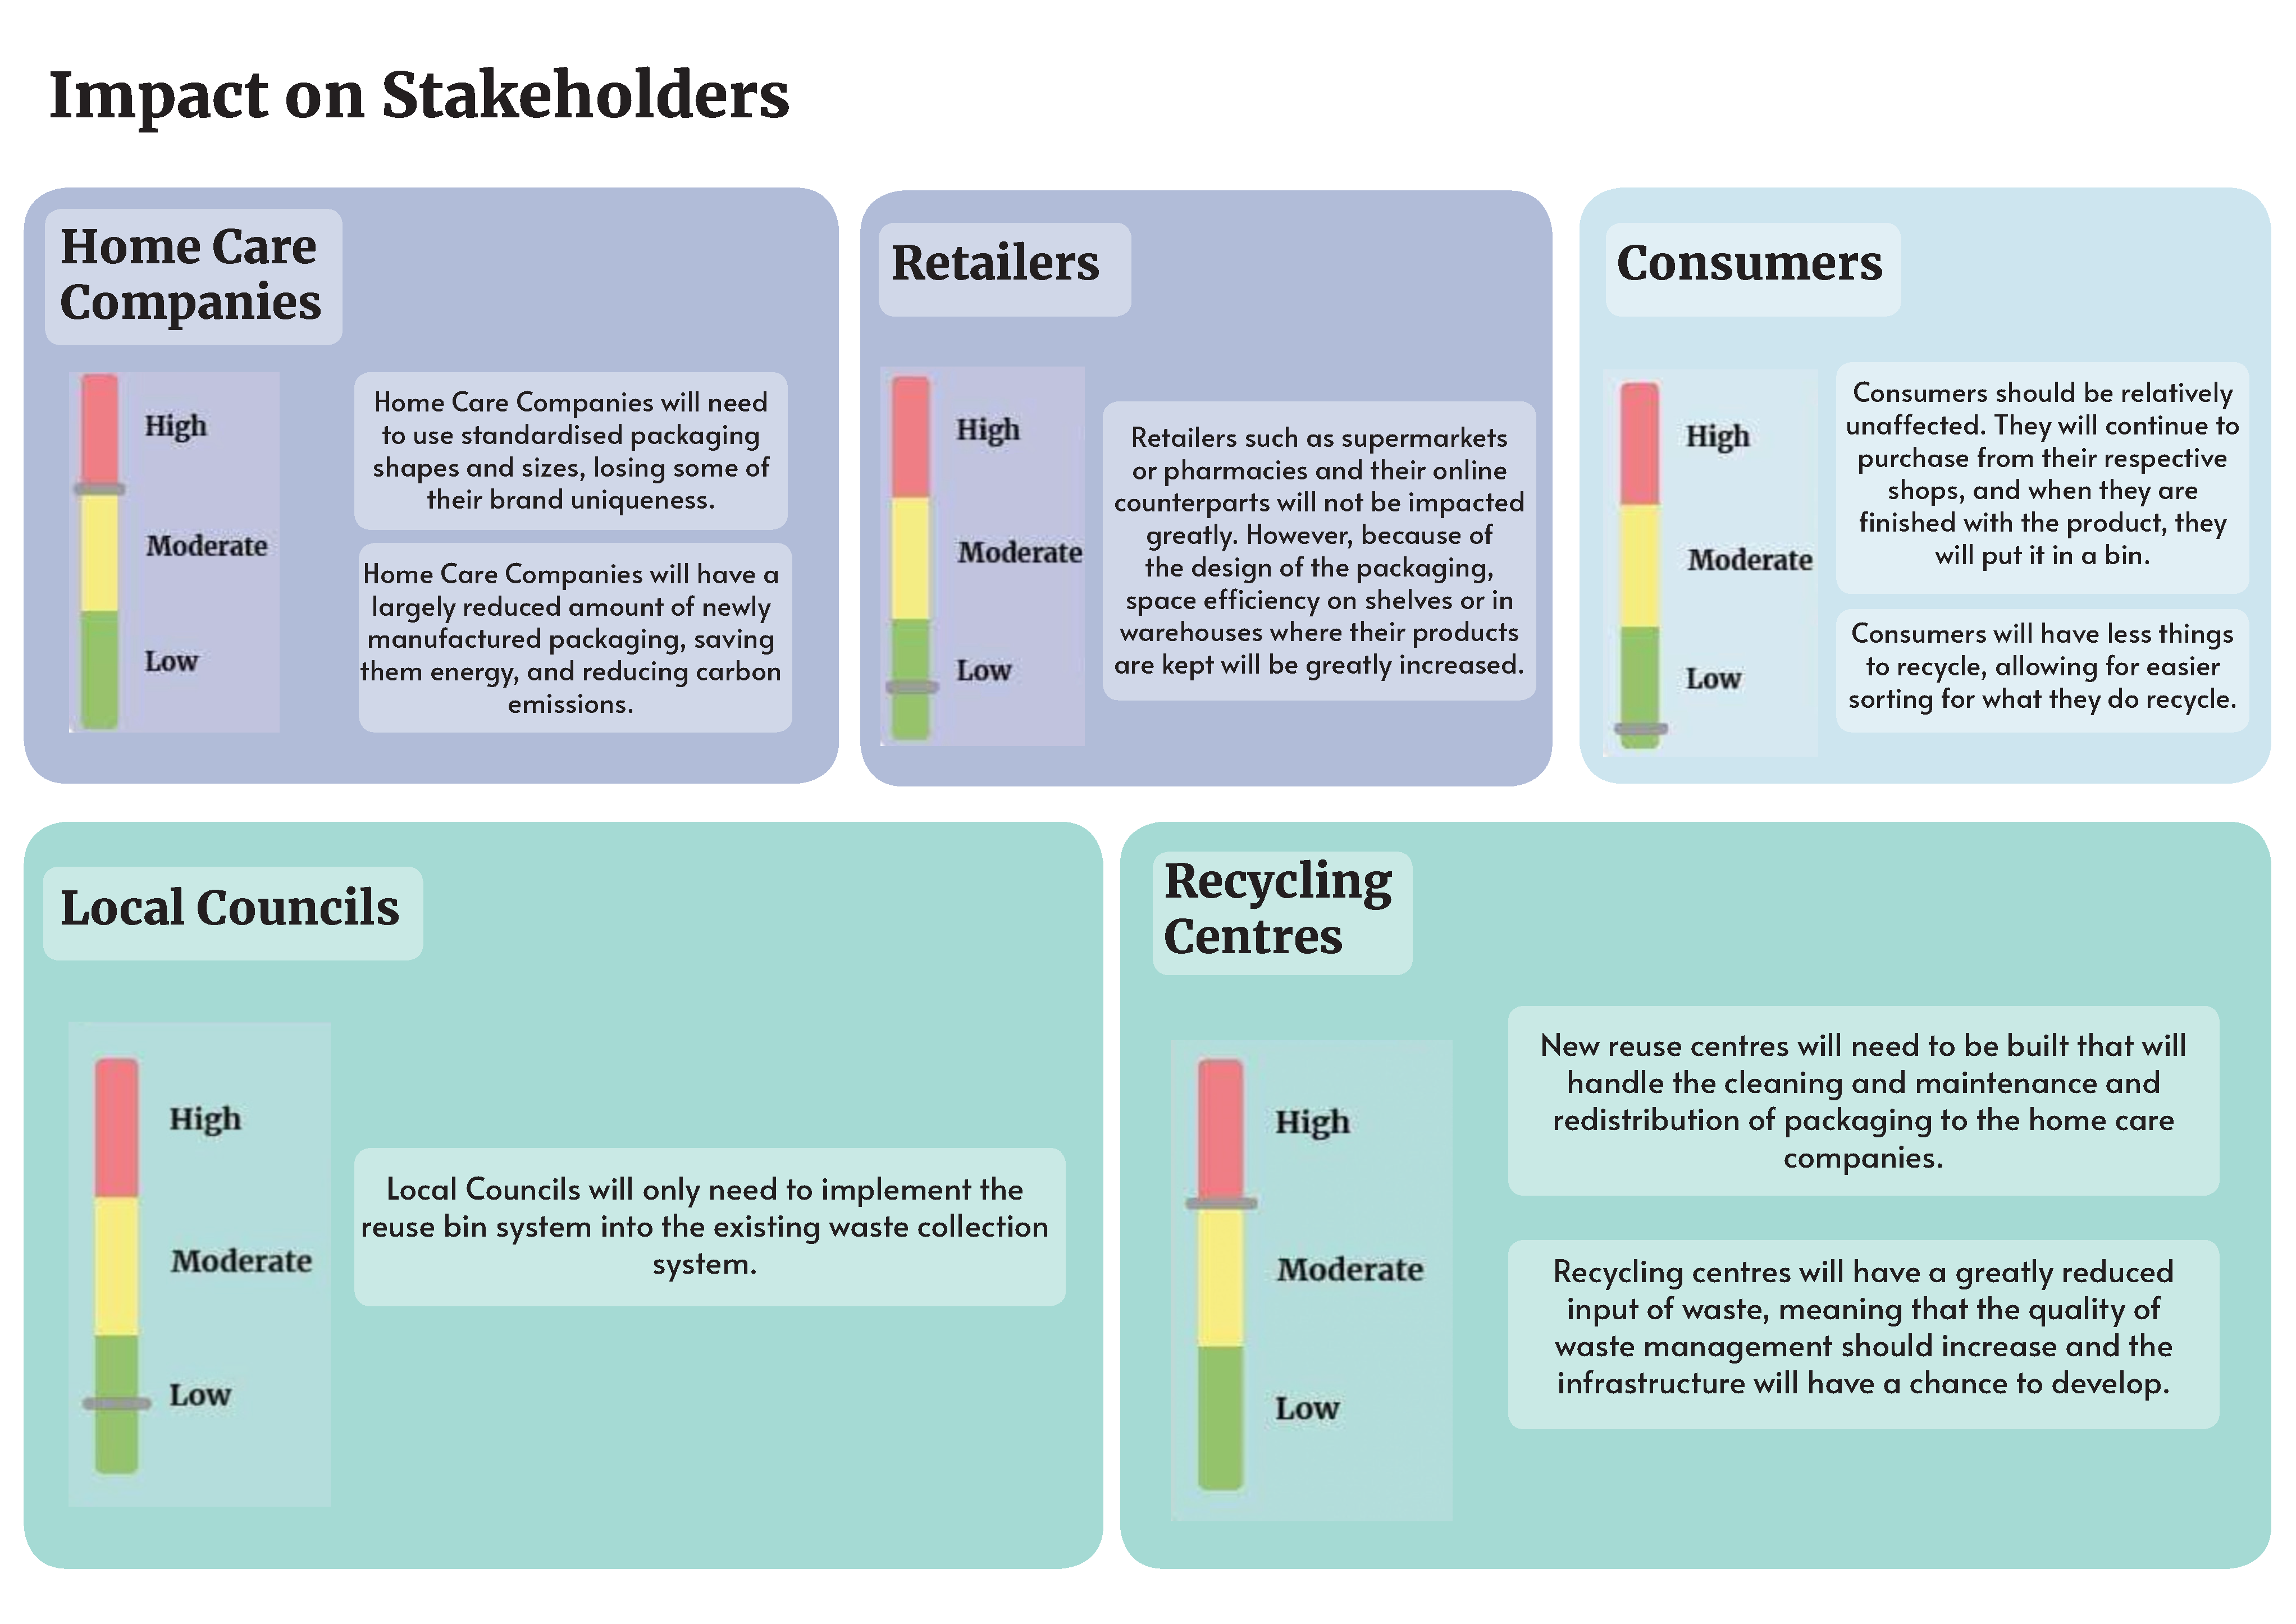 Impact on Stakeholders
Home Care
Companies
High
Moderate
Low
Home Care Companies will need
to use standardised packaging
shapes and sizes, losing some of
their brand uniqueness.
Home Care Companies will have a
largely reduced amount of newly
manufactured packaging, saving
them energy, and reducing carbon
emissions.
Retailers
High
Moderate
Low
Retailers such as supermarkets
or pharmacies and their online
counterparts will not be impacted
greatly. However, because of
the design of the packaging,
space efficiency on shelves or in
warehouses where their products
are kept will be greatly increased.
Consumers
High
Moderate
Low
Consumers should be relatively
unaffected. They will continue to
purchase from their respective
shops, and when they are
finished with the product, they
will put it in a bin.
Consumers will have less things
to recycle, allowing for easier
sorting for what they do recycle.
Local Councils
High
Moderate
Low
Local Councils will only need to implement the
reuse bin system into the existing waste collection
system.
Recycling
Centres
High
Moderate
Low
New reuse centres will need to be built that will
handle the cleaning and maintenance and
redistribution of packaging to the home care
companies.
Recycling centres will have a greatly reduced
input of waste, meaning that the quality of
waste management should increase and the
infrastructure will have a chance to develop.